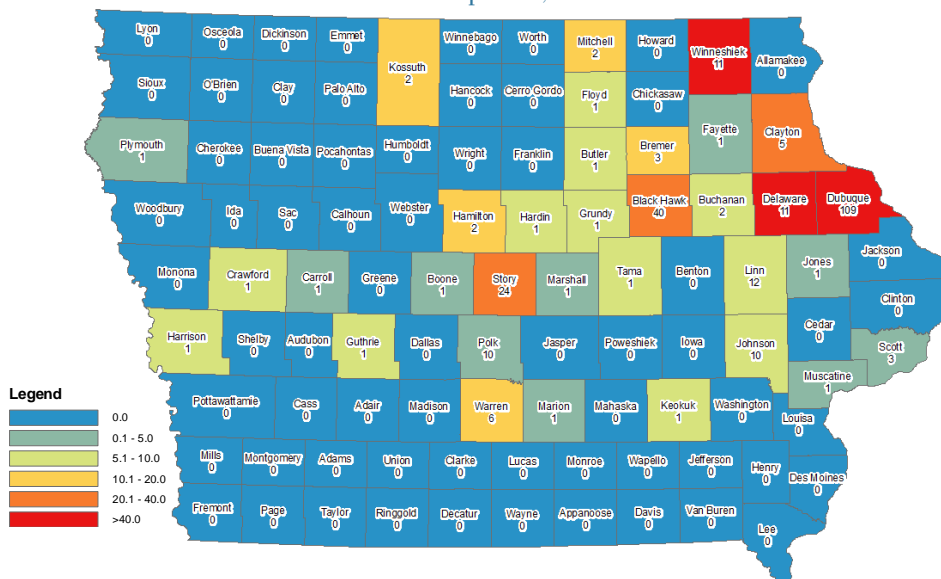 Lyon
0
Osceola
0
Dickinson
0
Emmet
0
Kossuth
2
Winnebago
0
Worth
0
Mitchell
2
Howard
0
Winneshiek
11
Allamakee
0
Sioux
0
O'Brien
0
Clay
0
Palo Alto
0
Hancock
0
Cerro Gordo
0
Floyd
1
Chickasaw
0
Fayette
1
Clayton
5
Plymouth
1
Cherokee
0
Buena Vista
0
Pocahontas
0
Humboldt
0
Wright
0
Franklin
0
Butler
1
Bremer
3
Woodbury
0
Ida
0
Sac
0
Calhoun
0
Webster
0
Hamilton
2
Hardin
1
Grundy
1
Black Hawk
40
Buchanan
2
Delaware
11
Dubuque
109
Monona
0
Crawford
1
Carroll
1
Greene
0
Boone
1
Story
24
Marshall
1
Tama
1
Benton
0
Linn
12
Jones
1
Jackson
0
Clinton
0
Harrison
1
Shelby
0
Audubon
0
Guthrie
1
Dallas
0
Polk
10
Jasper
0
Poweshiek
0
Iowa
0
Johnson
10
Cedar
0
Scott
3
Muscatine
1
Pottawattamie
0
Cass
0
Adair
0
Madison
0
Warren
6
Marion
1
Mahaska
0
Keokuk
1
Washington
0
Louisa
0
Mills
0
Montgomery
0
Adams
0
Union
0
Clarke
0
Lucas
0
Monroe
0
Wapello
0
Jefferson
0
Henry
0
Des Moines
0
Fremont
0
Page
0
Taylor
0
Ringgold
0
Decatur
0
Wayne
0
Appanoose
0
Davis
0
Van Buren
0
Lee
0
Legend
0.0
0.1 - 5.0
5.1 - 10.0
10.1 - 20.0
20.1 - 40.0
>40.0